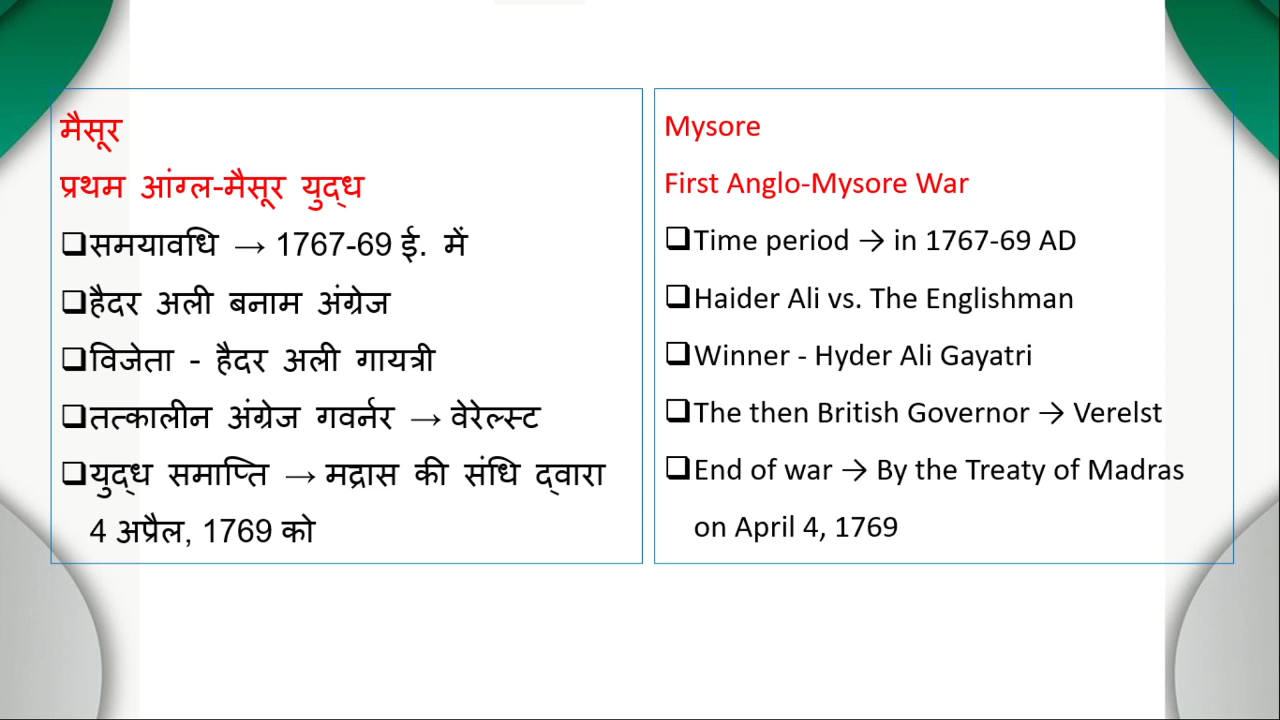 मैसूर
प्रथम आंग्ल-मैसूर युद्ध
❑समयावधि → 1767-69 ई. में
❑हैदर अली बनाम अंग्रेज
❑विजेता - हैदर अली गायत्री
❑तत्कालीन अंग्रेज गवर्नर → वेरेल्स्ट
❑युद्ध समाप्ति → मद्रास की संधि द्वारा
4 अप्रैल, 1769 को
Mysore
First Anglo-Mysore War
❑Time period → in 1767-69 AD
❑Haider Ali vs. The Englishman
❑Winner - Hyder Ali Gayatri
❑The then British Governor → Verelst
❑End of war → By the Treaty of Madras
on April 4, 1769